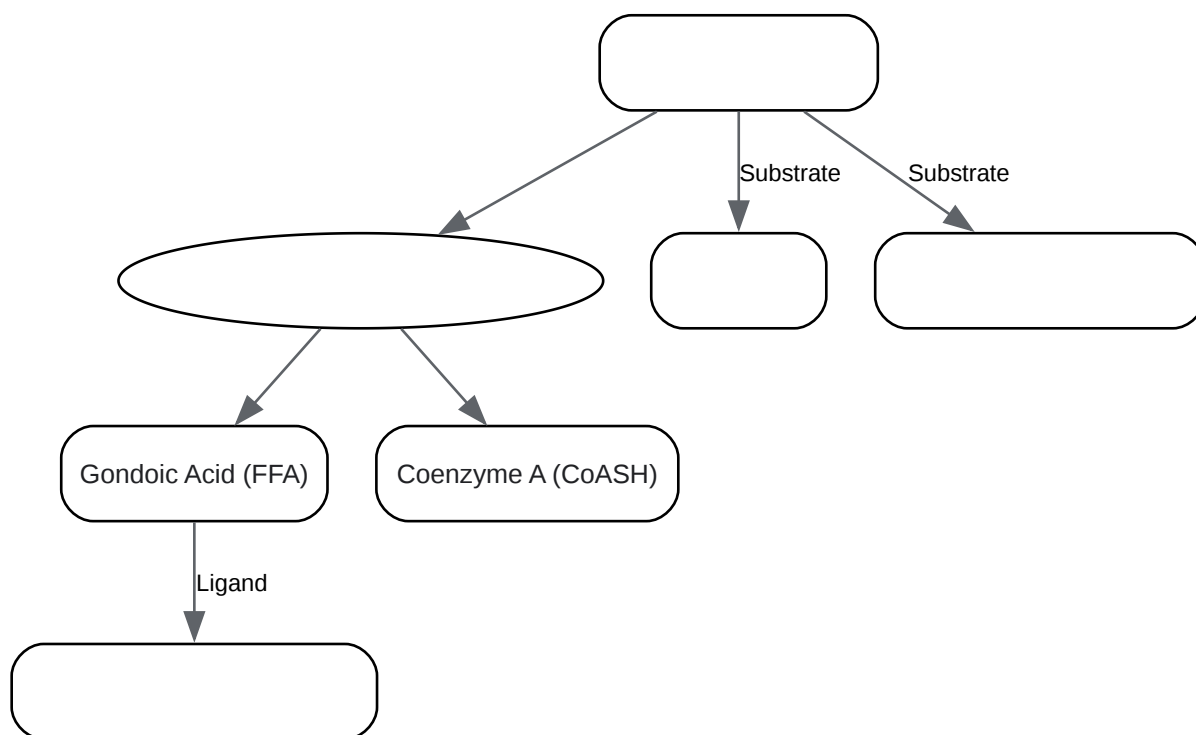 Substrate
Substrate
Gondoic Acid (FFA)
Coenzyme A (CoASH)
Ligand